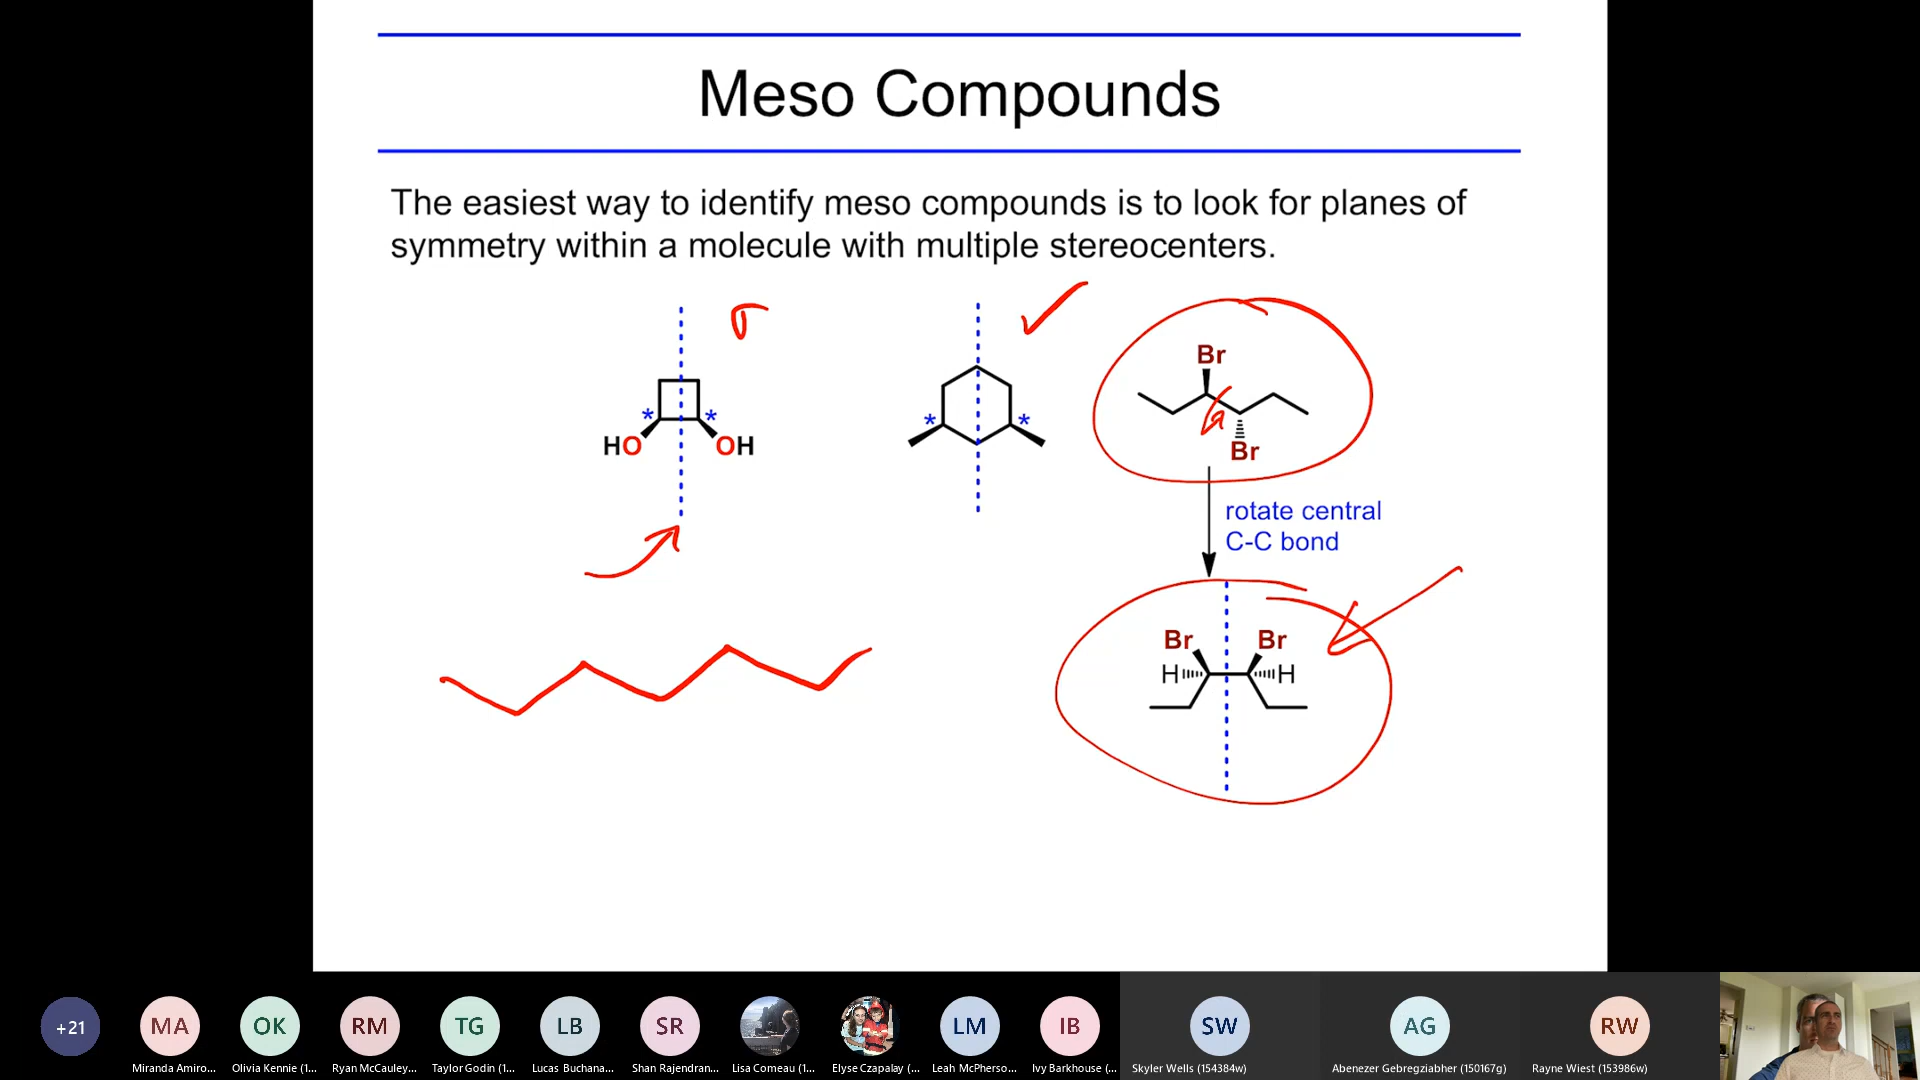 Meso Compounds
The easiest way to identify meso compounds is to look for planes of
symmetry within a molecule with multiple stereocenters.
σ
* *
HO OH
* *
Br
Br
rotate central
C-C bond
Br Br
H H
+21 MA OK RM TG LB SR LM IB SW AG RW
Miranda Amiro... Olivia Kennie (1... Ryan McCauley... Taylor Godin (1... Lucas Buchana... Shan Rajendran... Lisa Comeau (1... Elyse Czapalay (... Leah McPherso... Ivy Barkhouse (... Skyler Wells (154384w) Abenezer Gebregziabher (150167g) Rayne Wiest (153986w)